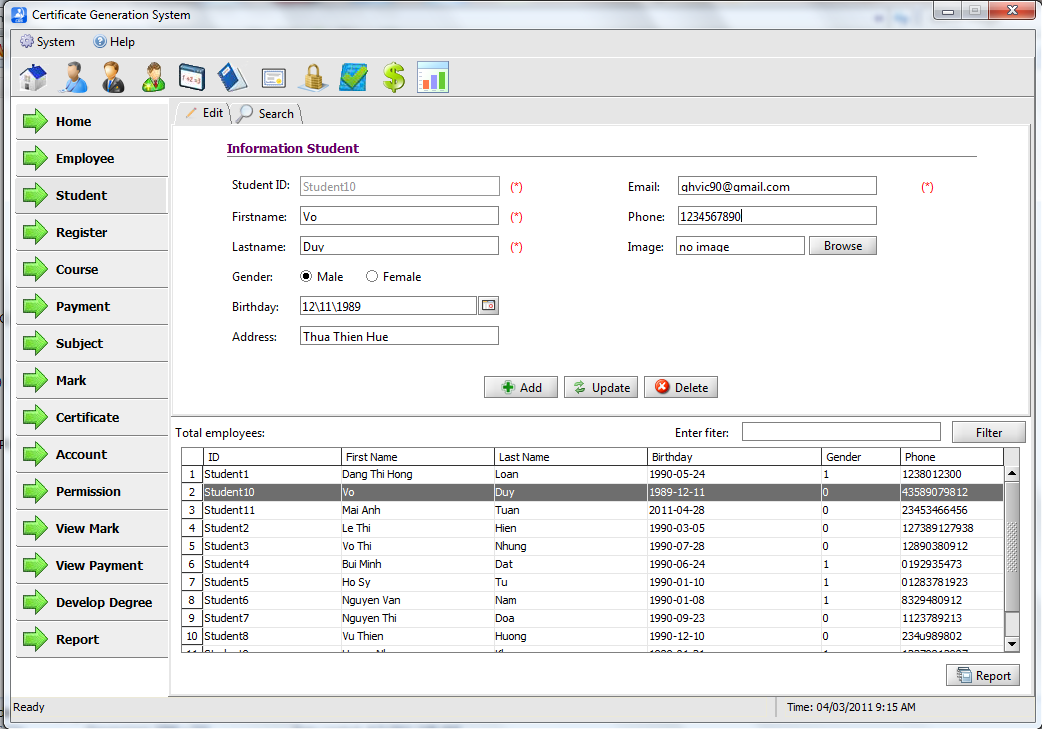 Certificate Generation System
System Help
Edit Search
Home
Employee
Student
Register
Course
Payment
Subject
Mark
Certificate
Account
Permission
View Mark
View Payment
Develop Degree
Report
Information Student
Student ID: Student10 (*)
Email: qhvic90@gmail.com (*)
Firstname: Vo (*)
Phone: 1234567890
Lastname: Duy (*)
Image: no image Browse
Gender: Male Female
Birthday: 12\11\1989
Address: Thua Thien Hue
Add Update Delete
Total employees: Enter fiter: Filter
ID First Name Last Name Birthday Gender Phone
1 Student1 Dang Thi Hong Loan 1990-05-24 1 1238012300
2 Student10 Vo Duy 1989-12-11 0 43589079812
3 Student11 Mai Anh Tuan 2011-04-28 0 23453466456
4 Student2 Le Thi Hien 1990-03-05 0 127389127938
5 Student3 Vo Thi Nhung 1990-07-28 0 12890380912
6 Student4 Bui Minh Dat 1990-06-24 1 0192935473
7 Student5 Ho Sy Tu 1990-01-10 1 01283781923
8 Student6 Nguyen Van Nam 1990-01-08 1 8329480912
9 Student7 Nguyen Thi Doa 1990-09-23 0 1123789213
10 Student8 Vu Thien Huong 1990-12-10 0 234u989802
Report
Ready Time: 04/03/2011 9:15 AM